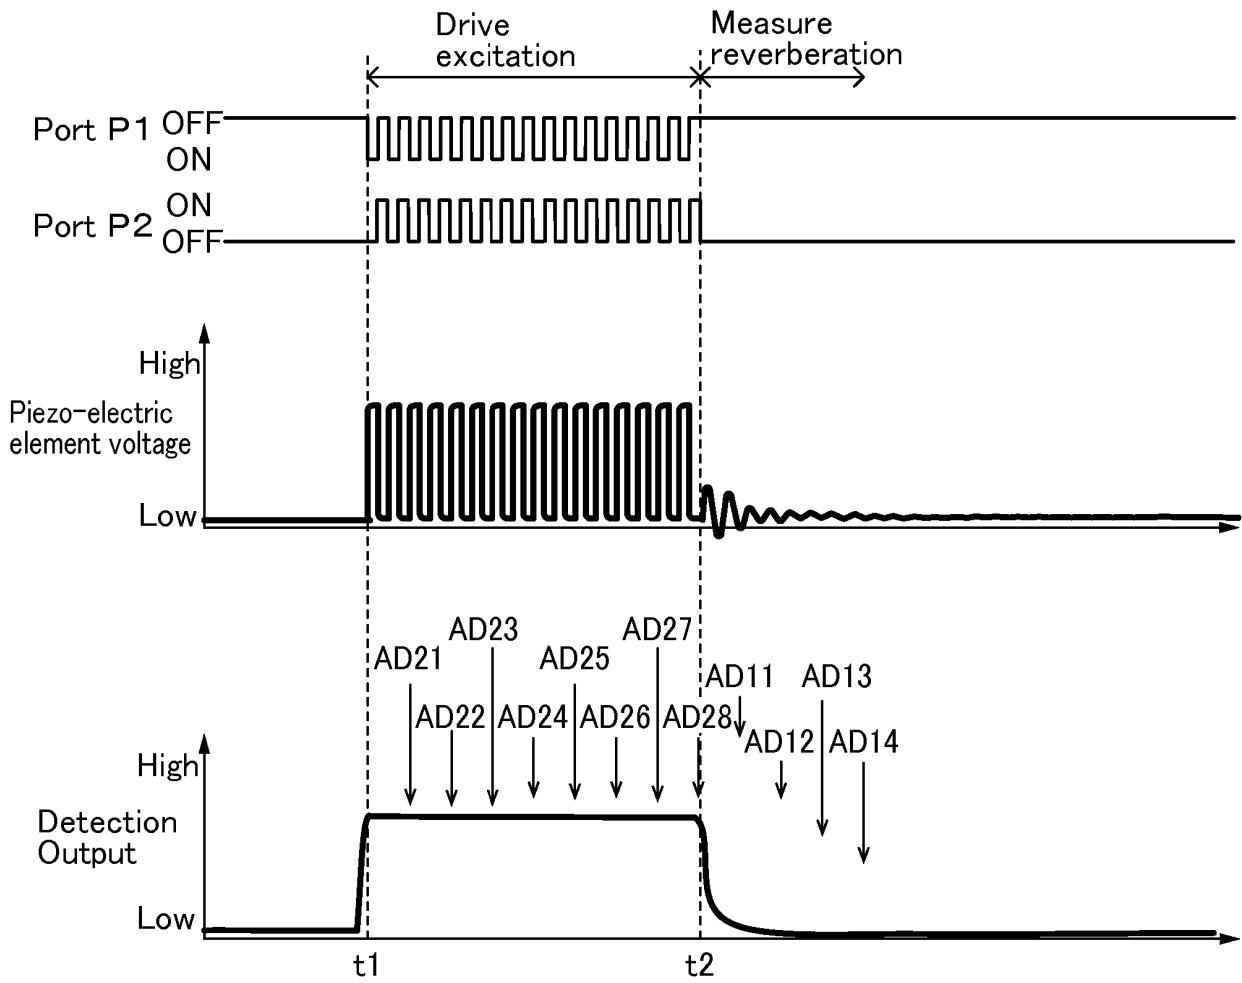 Drive
excitation
Measure
reverberation
Port P1 OFF
ON
ON
Port P2 OFF
High
Piezo-electric
element voltage
Low
AD21
AD22
AD23
AD24
AD25
AD26
AD27
AD28
AD11
AD12
AD13
AD14
High
Detection
Output
Low
t1
t2